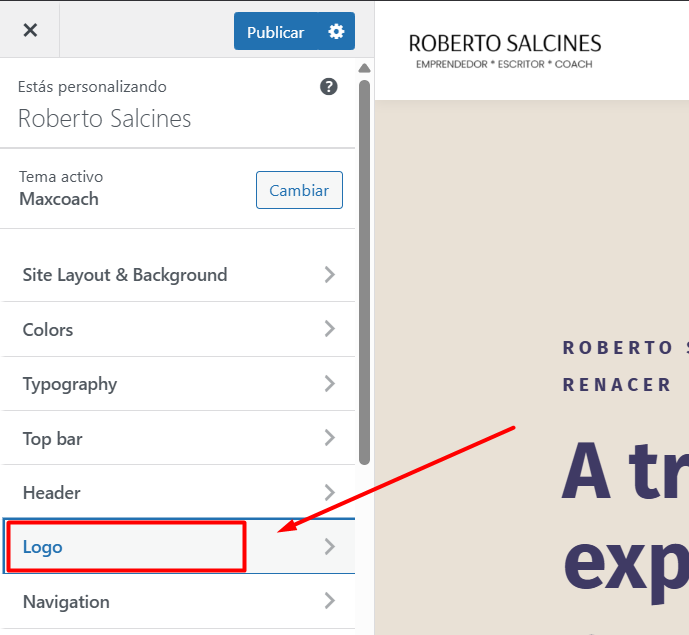 Publicar
Estás personalizando
Roberto Salcines
Tema activo
Maxcoach
Cambiar
Site Layout & Background
Colors
Typography
Top bar
Header
Logo
Navigation
ROBERTO SALCINES
EMPRENDEDOR * ESCRITOR * COACH
ROBERTO
RENACER
A tr
exp